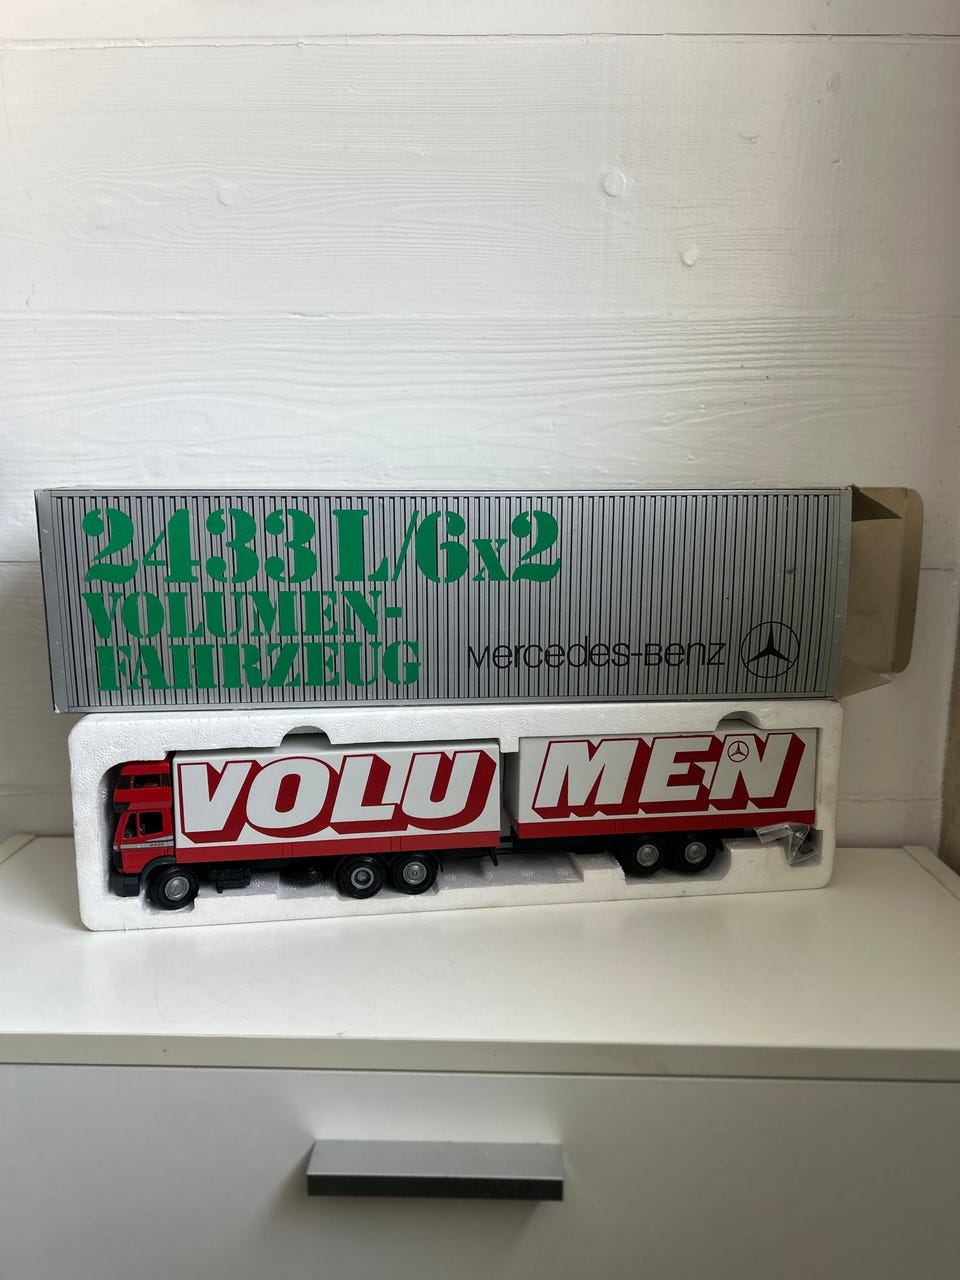 2433 L/6x2
VOLUMEN-
FAHRZEUG
Mercedes-Benz
VOLU MEN